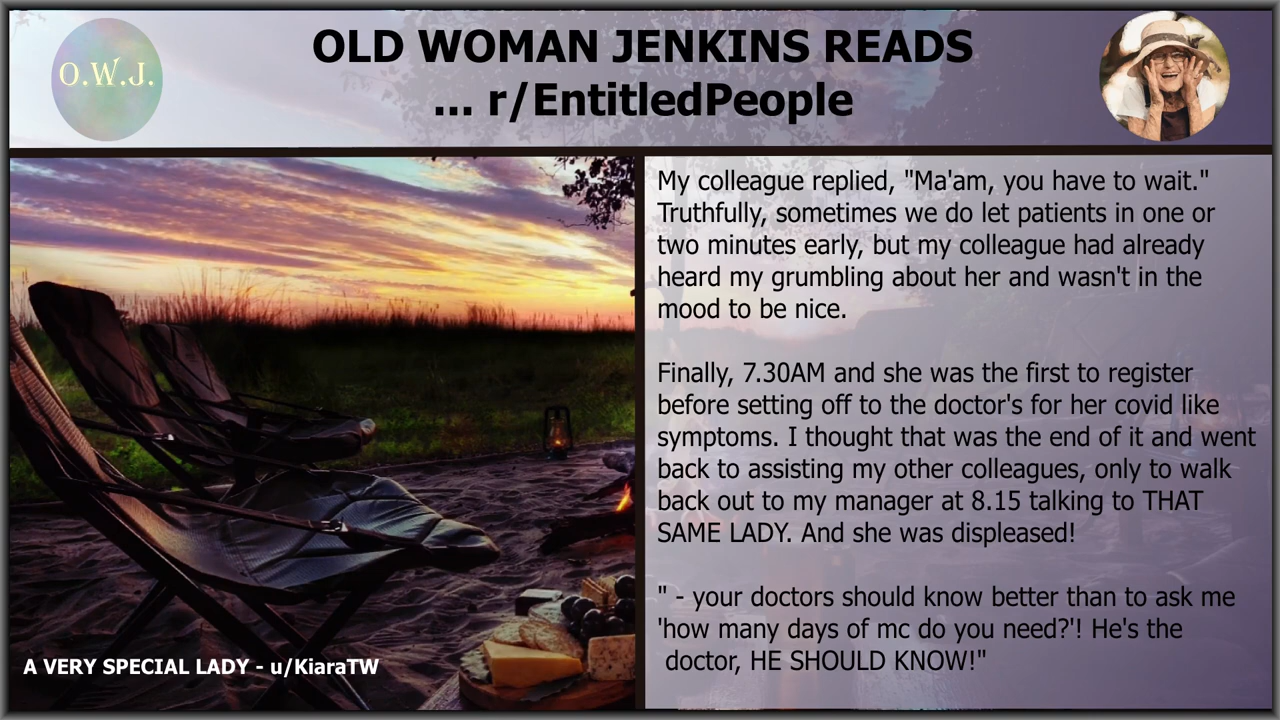 O.W.J.
OLD WOMAN JENKINS READS
... r/EntitledPeople
My colleague replied, "Ma'am, you have to wait."
Truthfully, sometimes we do let patients in one or
two minutes early, but my colleague had already
heard my grumbling about her and wasn't in the
mood to be nice.
Finally, 7.30AM and she was the first to register
before setting off to the doctor's for her covid like
symptoms. I thought that was the end of it and went
back to assisting my other colleagues, only to walk
back out to my manager at 8.15 talking to THAT
SAME LADY. And she was displeased!
" - your doctors should know better than to ask me
'how many days of mc do you need?'! He's the
doctor, HE SHOULD KNOW!"
A VERY SPECIAL LADY - u/KiaraTW